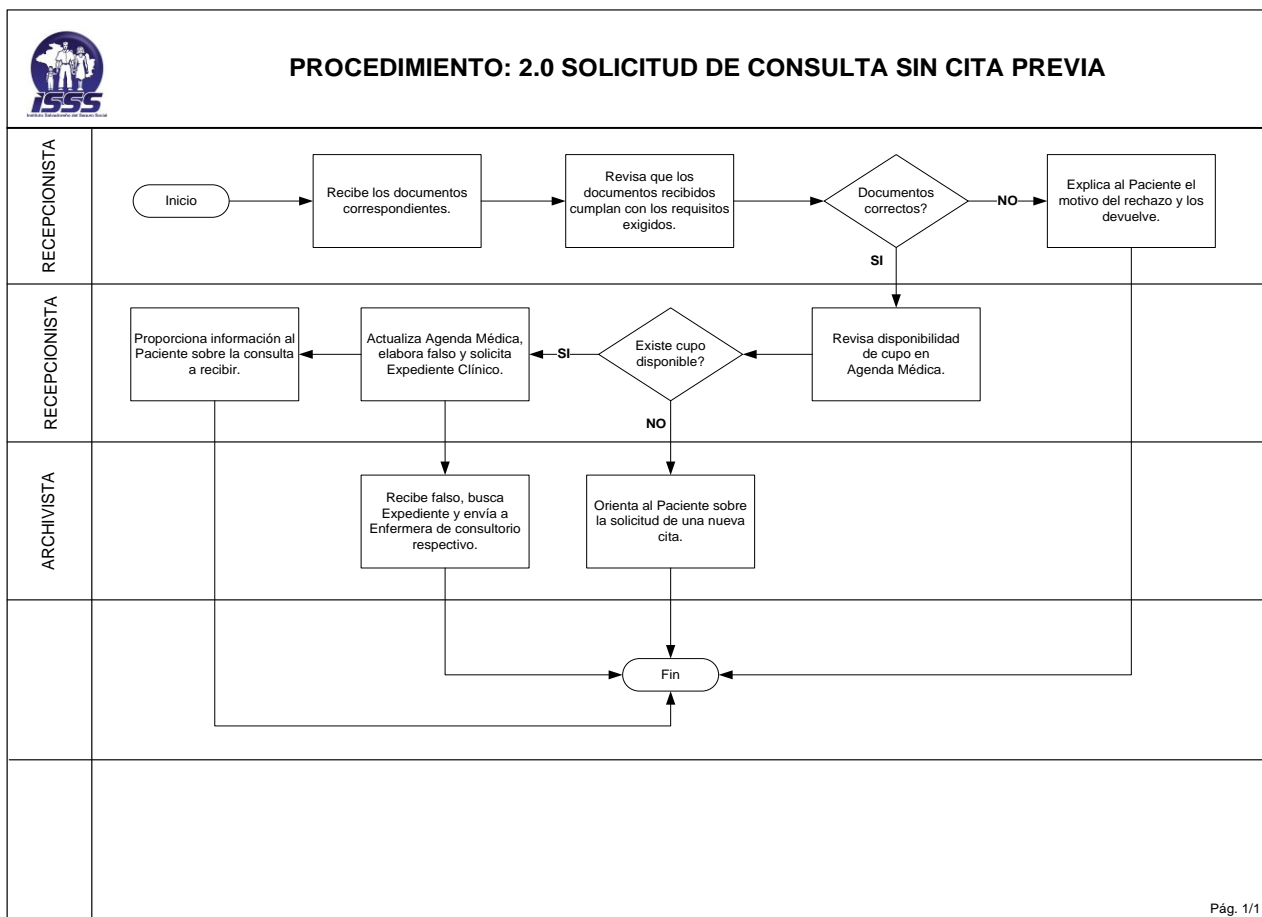 PROCEDIMIENTO: 2.0 SOLICITUD DE CONSULTA SIN CITA PREVIA
ISSS
Instituto Salvadoreño del Seguro Social
RECEPCIONISTA
Inicio
Recibe los documentos
correspondientes.
Revisa que los
documentos recibidos
cumplan con los requisitos
exigidos.
Documentos
correctos?
NO
Explica al Paciente el
motivo del rechazo y los
devuelve.
SI
RECEPCIONISTA
Proporciona información al
Paciente sobre la consulta
a recibir.
Actualiza Agenda Médica,
elabora falso y solicita
Expediente Clínico.
SI
Existe cupo
disponible?
Revisa disponibilidad
de cupo en
Agenda Médica.
NO
ARCHIVISTA
Recibe falso, busca
Expediente y envía a
Enfermera de consultorio
respectivo.
Orienta al Paciente sobre
la solicitud de una nueva
cita.
Fin
Pág. 1/1